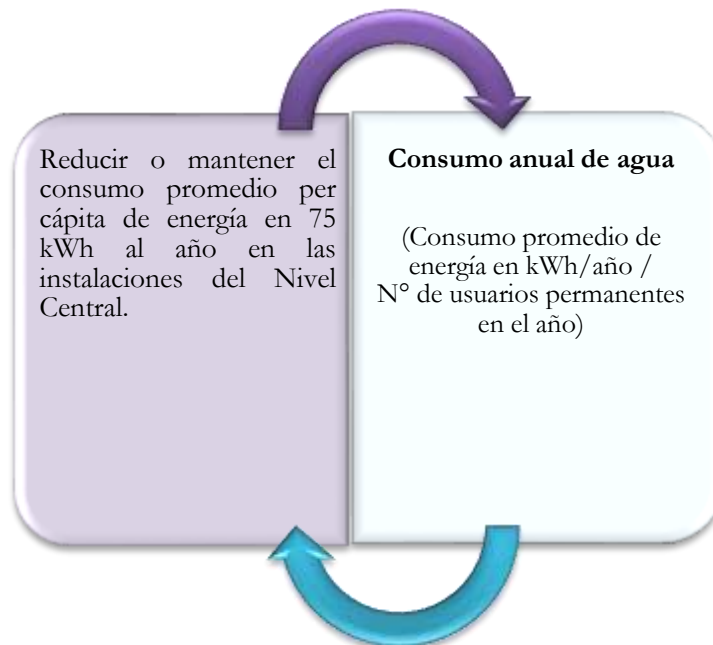 Reducir o mantener el
consumo promedio per
cápita de energía en 75
kWh al año en las
instalaciones del Nivel
Central.
Consumo anual de agua
(Consumo promedio de
energía en kWh/año /
N° de usuarios permanentes
en el año)